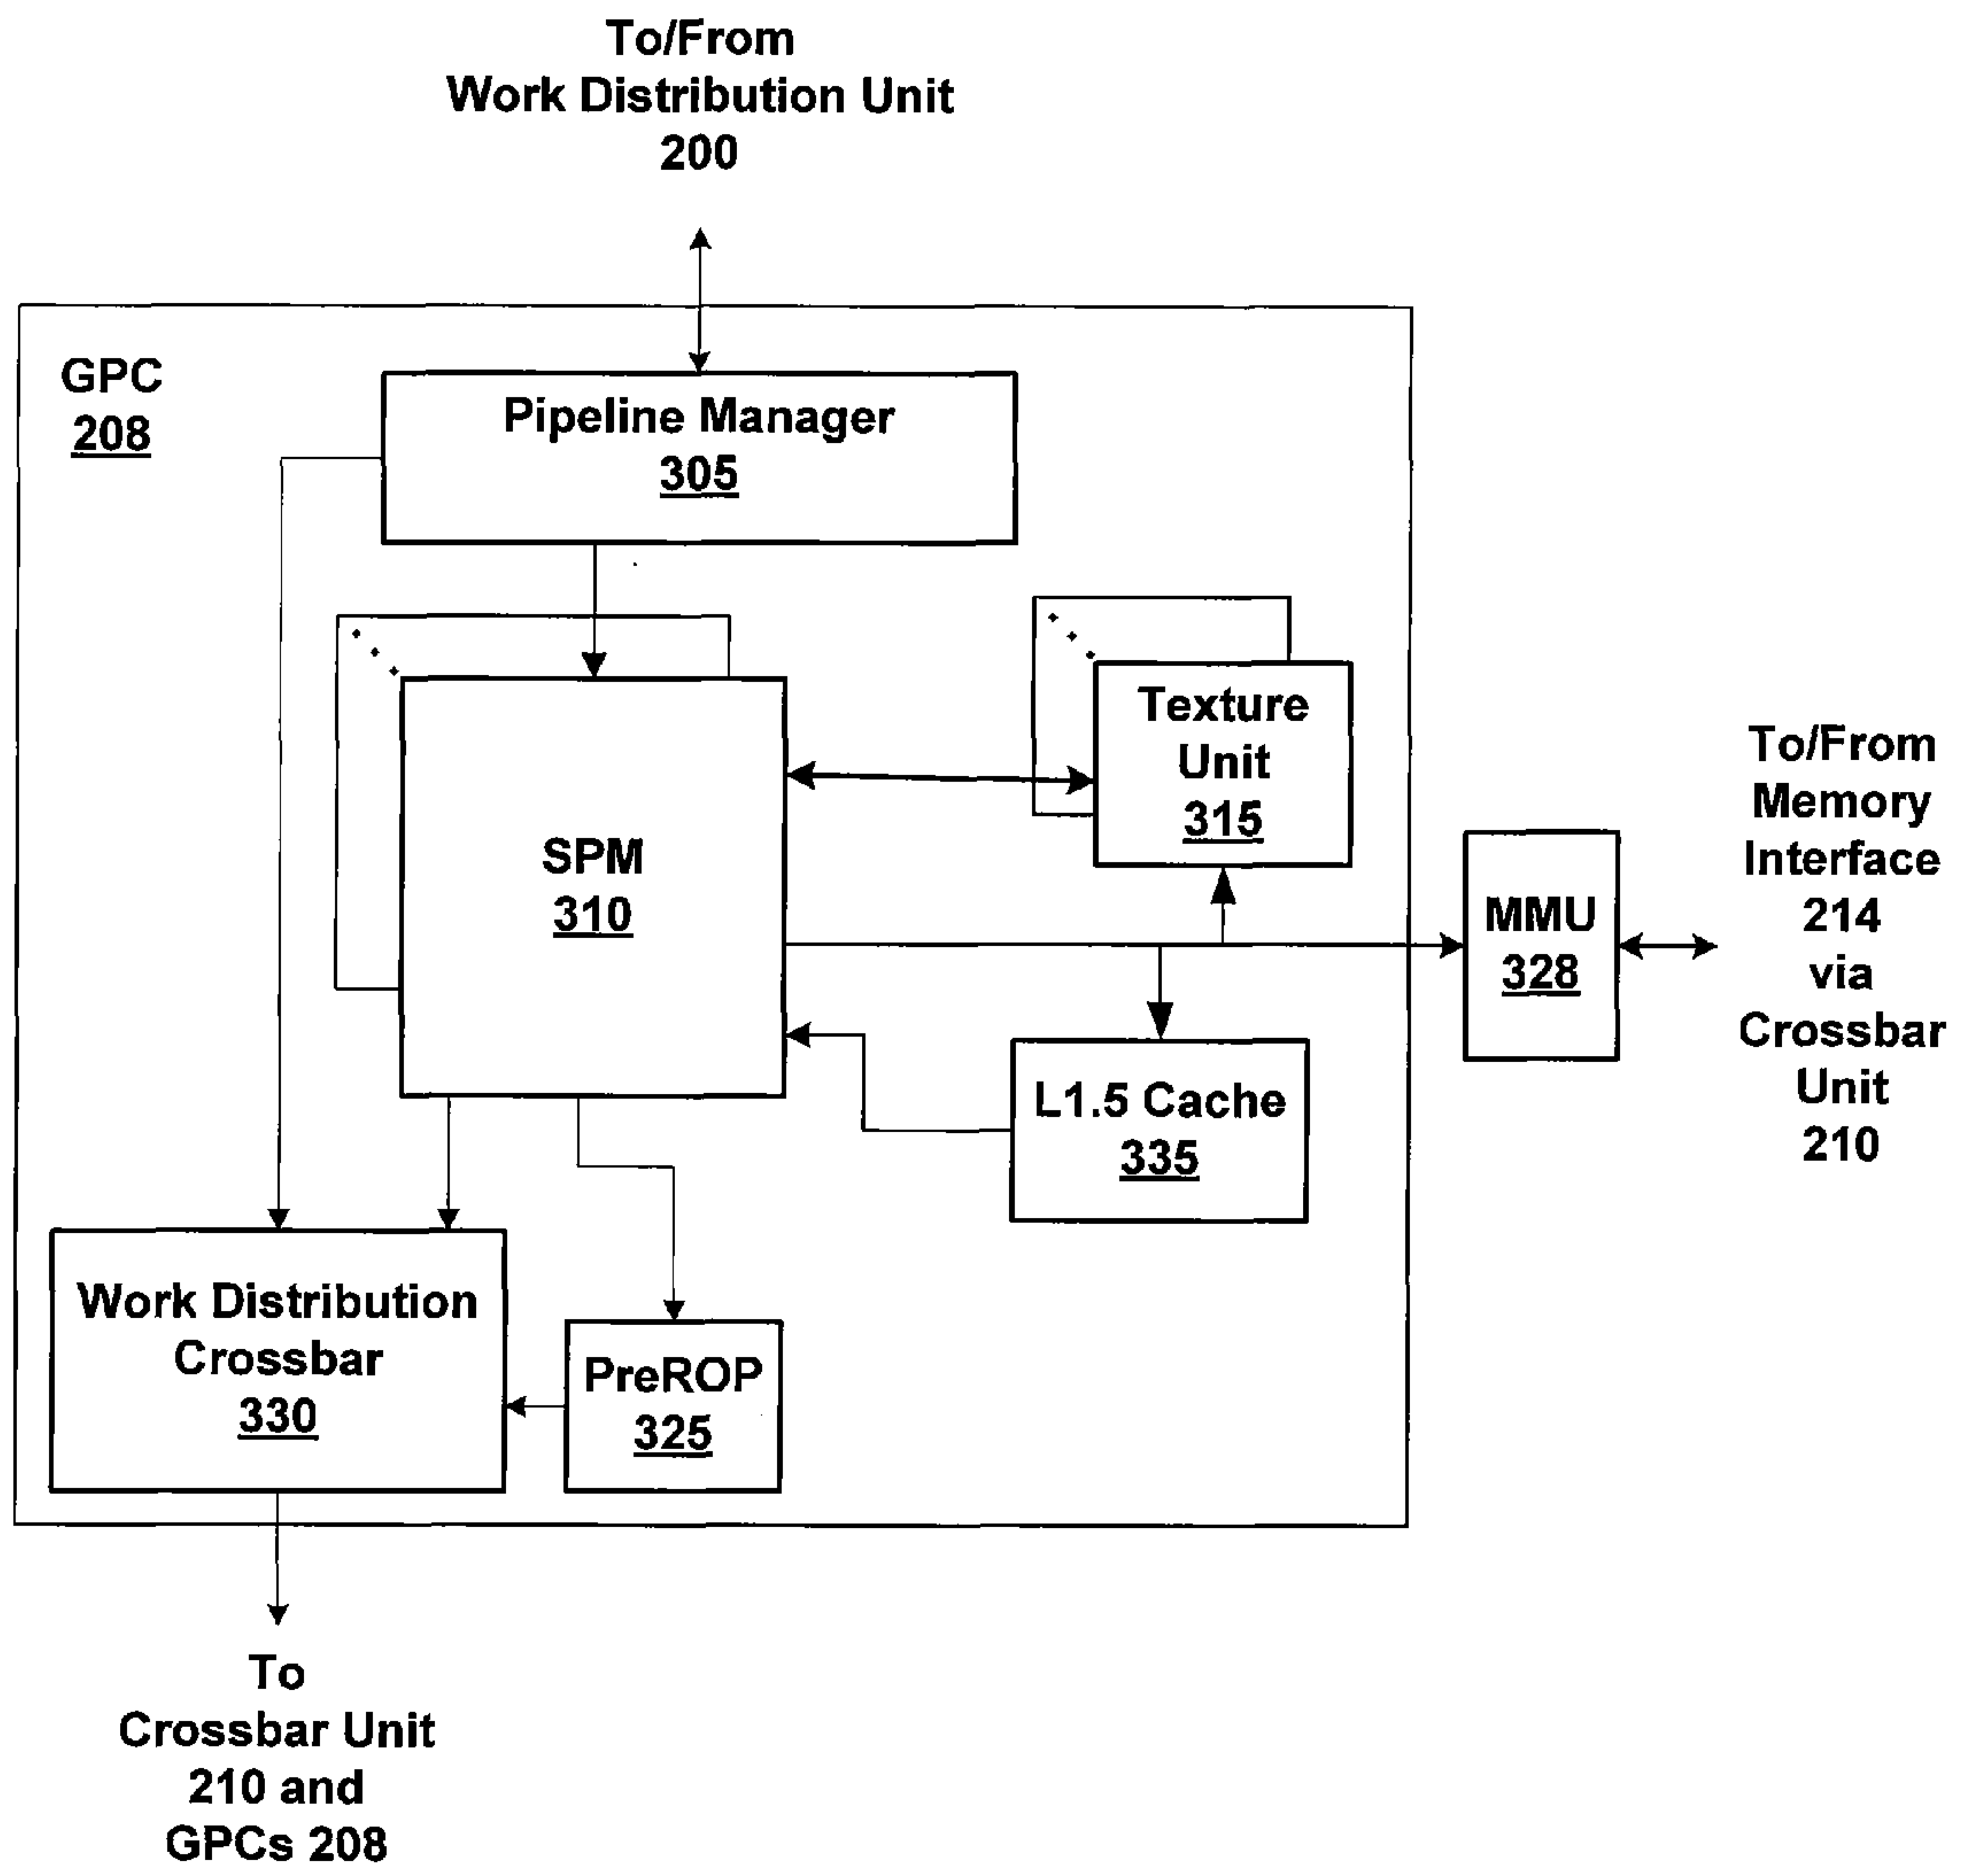 To/From
Work Distribution Unit
200
GPC
208
Pipeline Manager
305
Texture
Unit
315
SPM
310
To/From
Memory
Interface
214
via
Crossbar
Unit
210
MMU
328
L1.5 Cache
335
Work Distribution
Crossbar
330
PreROP
325
To
Crossbar Unit
210 and
GPCs 208